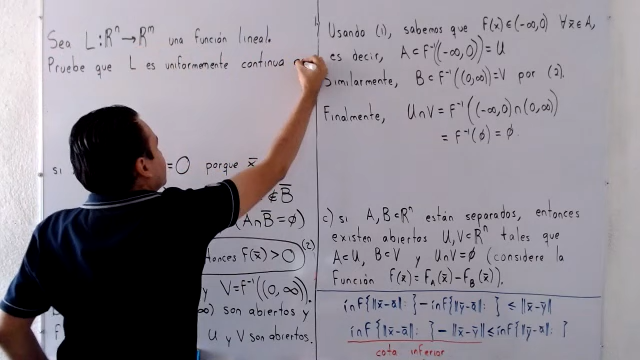 Sea L: Rⁿ → Rᵐ una función lineal.
Pruebe que L es uniformemente continua
si
=0 porque x̄
∉ B̄
(A∩B̄ = ∅)
tonces F(x̄) > 0 (2)
y V = F⁻¹((0,∞)).
∞) son abiertos y
U y V son abiertos.
Usando (1), sabemos que F(x̄)∈(-∞,0) ∀x̄∈A,
es decir, A⊂F⁻¹((-∞,0))=U
Similarmente, B⊂F⁻¹((0,∞))=V por (2).
Finalmente, U∩V=F⁻¹((-∞,0)∩(0,∞))
=F⁻¹(∅)=∅.
c) si A,B⊂Rⁿ están separados, entonces
existen abiertos U,V⊂Rⁿ tales que
A⊂U, B⊂V y U∩V=∅ (considere la
Función F(x̄)=F_A(x̄)-F_B(x̄)).
inf{‖x̄-ā‖: } - inf{‖ȳ-ā‖: } ≤ ‖x̄-ȳ‖
inf{‖x̄-ā‖: } - ‖x̄-ȳ‖ ≤ inf{‖ȳ-ā‖: }
cota inferior